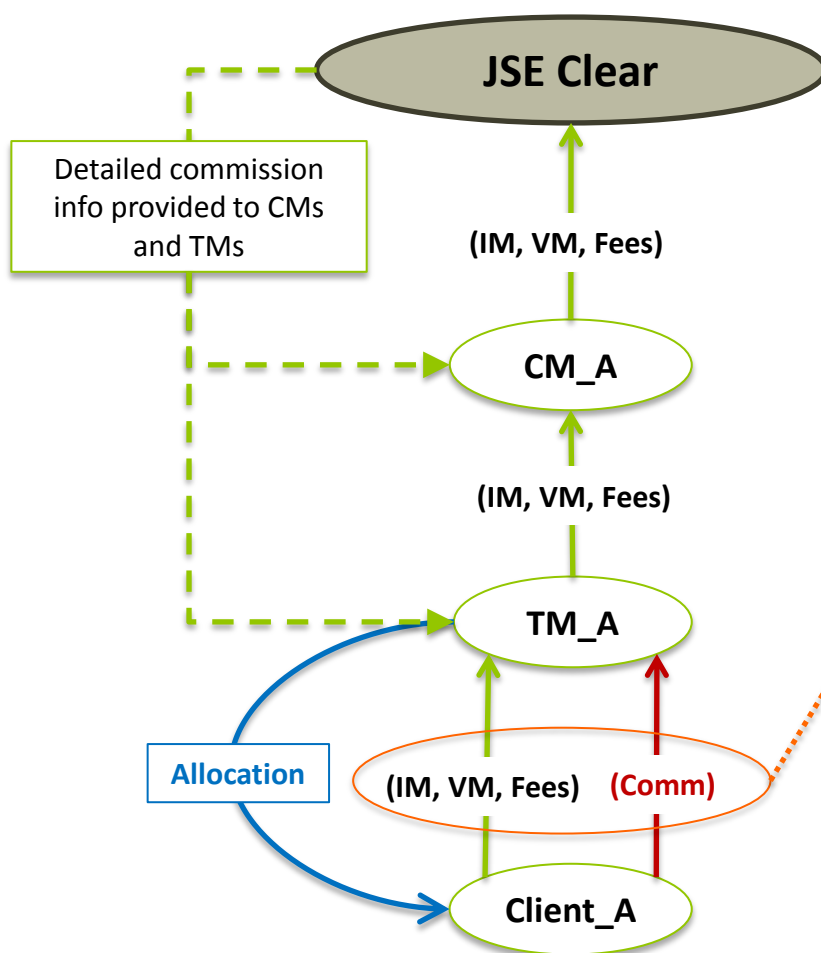 JSE Clear
Detailed commission
info provided to CMs
and TMs
(IM, VM, Fees)
CM_A
(IM, VM, Fees)
TM_A
Allocation
(IM, VM, Fees)
(Comm)
Client_A